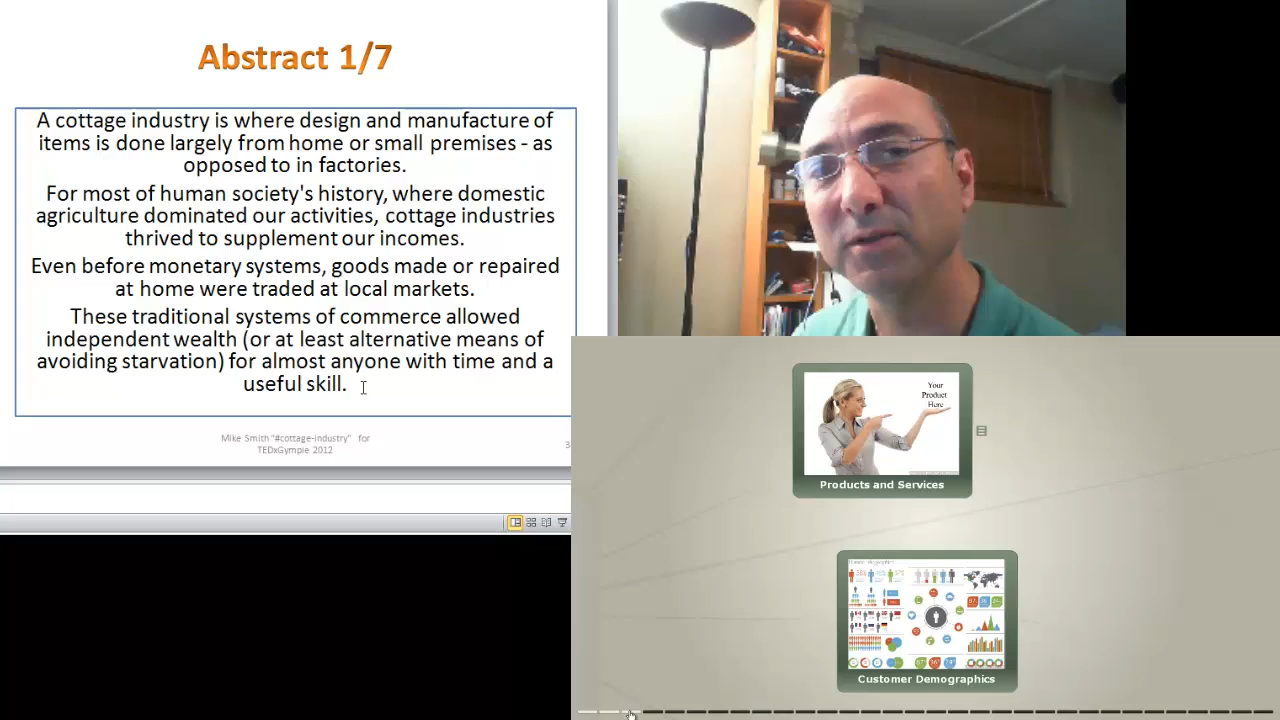 Abstract 1/7
A cottage industry is where design and manufacture of
items is done largely from home or small premises - as
opposed to in factories.
For most of human society's history, where domestic
agriculture dominated our activities, cottage industries
thrived to supplement our incomes.
Even before monetary systems, goods made or repaired
at home were traded at local markets.
These traditional systems of commerce allowed
independent wealth (or at least alternative means of
avoiding starvation) for almost anyone with time and a
useful skill.
Mike Smith "#cottage-industry" for
TEDxGympie 2012
3
Your
Product
Here
Products and Services
Customer Demographics